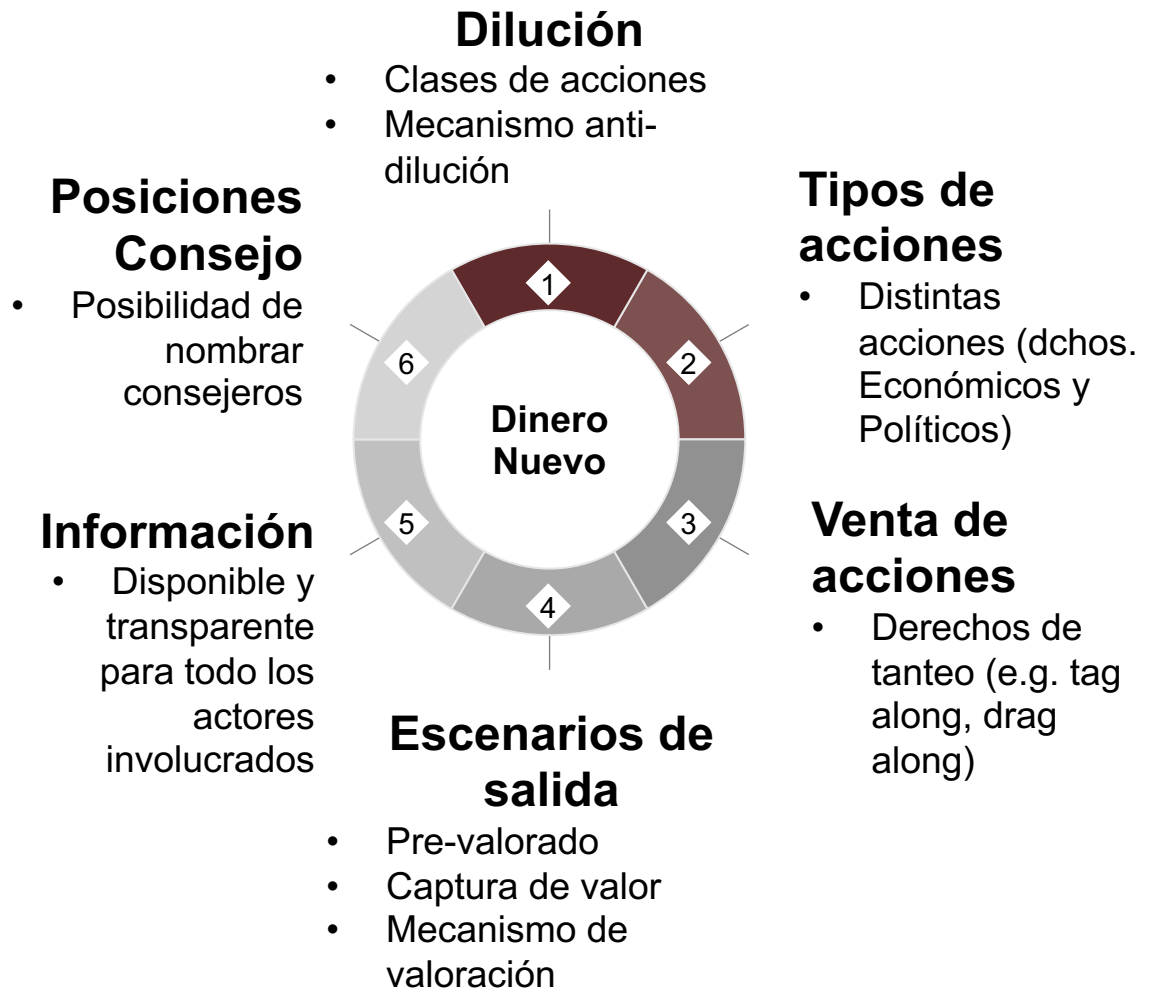 Dilución
• Clases de acciones
• Mecanismo anti-
dilución
1
Tipos de
acciones
• Distintas
acciones (dchos.
Económicos y
Políticos)
2
Venta de
acciones
• Derechos de
tanteo (e.g. tag
along, drag
along)
3
Escenarios de
salida
• Pre-valorado
• Captura de valor
• Mecanismo de
valoración
4
Información
• Disponible y
transparente
para todo los
actores
involucrados
5
Posiciones
Consejo
• Posibilidad de
nombrar
consejeros
6
Dinero
Nuevo